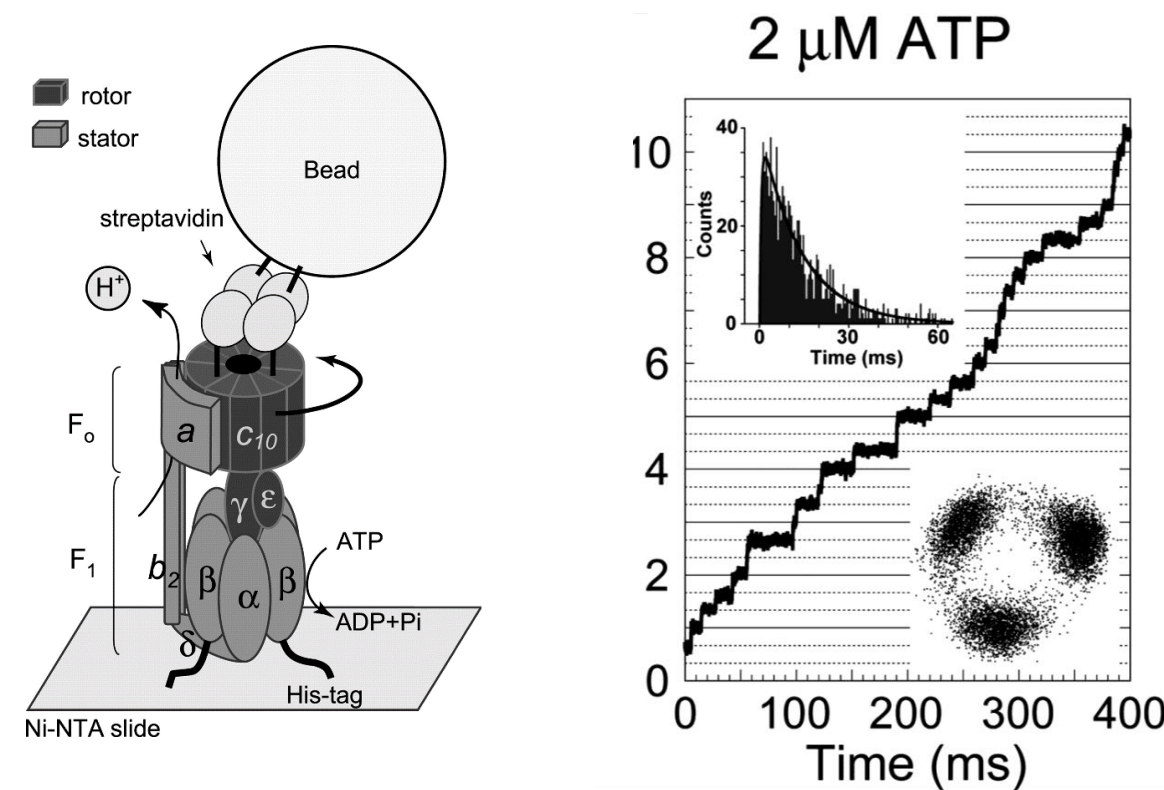 rotor
stator
Bead
streptavidin
H⁺
Fₒ
a
c₁₀
γ
ε
F₁
b₂
β
α
β
δ
ATP
ADP+Pi
His-tag
Ni-NTA slide
2 μM ATP
10
8
6
4
2
0
0 100 200 300 400
Time (ms)
40
20
0
Counts
0 30 60
Time (ms)